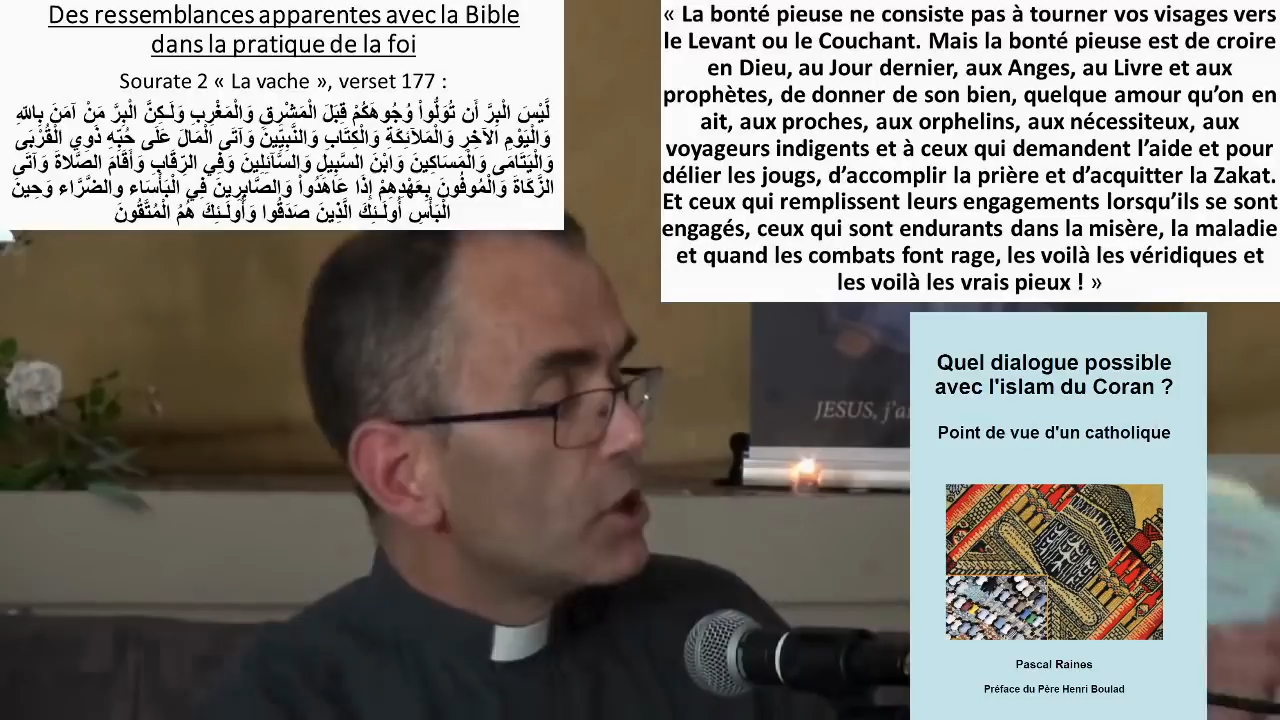 Des ressemblances apparentes avec la Bible
dans la pratique de la foi
Sourate 2 « La vache », verset 177 :
لَّيْسَ الْبِرَّ أَن تُوَلُّواْ وُجُوهَكُمْ قِبَلَ الْمَشْرِقِ وَالْمَغْرِبِ وَلَـكِنَّ الْبِرَّ مَنْ آمَنَ بِاللّهِ
وَالْيَوْمِ الآخِرِ وَالْمَلآئِكَةِ وَالْكِتَابِ وَالنَّبِيِّينَ وَآتَى الْمَالَ عَلَى حُبِّهِ ذَوِي الْقُرْبَى
وَالْيَتَامَى وَالْمَسَاكِينَ وَابْنَ السَّبِيلِ وَالسَّآئِلِينَ وَفِي الرِّقَابِ وَأَقَامَ الصَّلاةَ وَآتَى
الزَّكَاةَ وَالْمُوفُونَ بِعَهْدِهِمْ إِذَا عَاهَدُواْ وَالصَّابِرِينَ فِي الْبَأْسَاء والضَّرَّاء وَحِينَ
الْبَأْسِ أُولَـئِكَ الَّذِينَ صَدَقُوا وَأُولَـئِكَ هُمُ الْمُتَّقُونَ
« La bonté pieuse ne consiste pas à tourner vos visages vers
le Levant ou le Couchant. Mais la bonté pieuse est de croire
en Dieu, au Jour dernier, aux Anges, au Livre et aux
prophètes, de donner de son bien, quelque amour qu’on en
ait, aux proches, aux orphelins, aux nécessiteux, aux
voyageurs indigents et à ceux qui demandent l’aide et pour
délier les jougs, d’accomplir la prière et d’acquitter la Zakat.
Et ceux qui remplissent leurs engagements lorsqu’ils se sont
engagés, ceux qui sont endurants dans la misère, la maladie
et quand les combats font rage, les voilà les véridiques et
les voilà les vrais pieux ! »
JESUS, j'a
Quel dialogue possible
avec l'islam du Coran ?
Point de vue d'un catholique
Pascal Raines
Préface du Père Henri Boulad